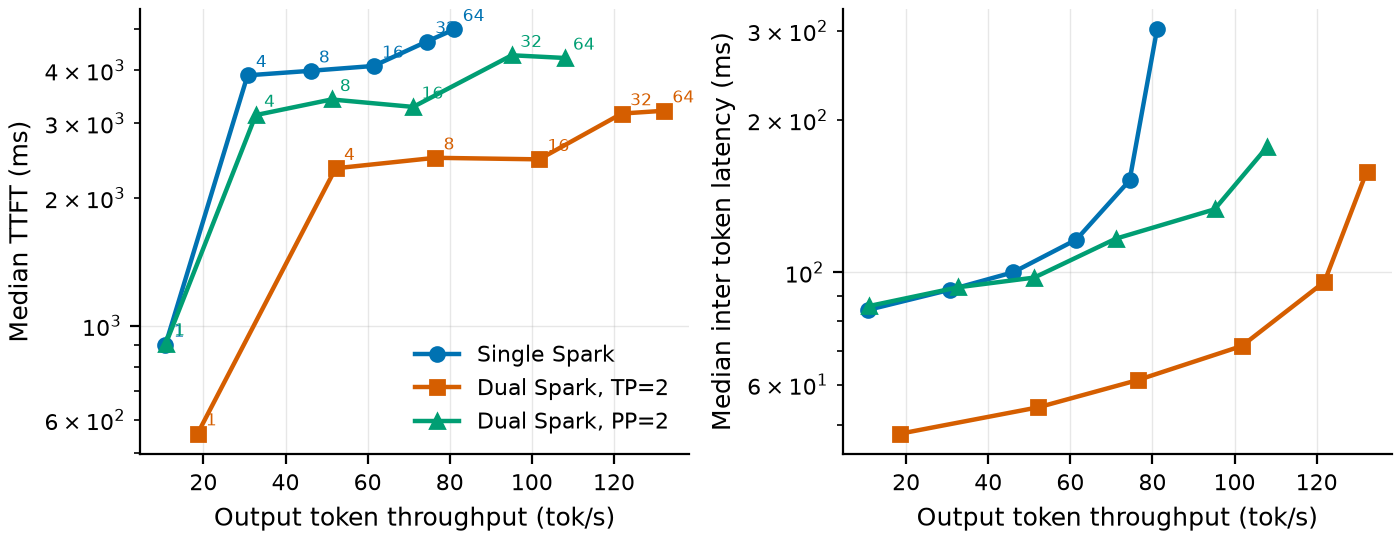 Median TTFT (ms)
4 × 10³
3 × 10³
2 × 10³
10³
6 × 10²
4
8
16
32
64
4
8
16
32
64
4
8
16
32
64
1
1
1
Single Spark
Dual Spark, TP=2
Dual Spark, PP=2
20 40 60 80 100 120
Output token throughput (tok/s)
Median inter token latency (ms)
3 × 10²
2 × 10²
10²
6 × 10¹
20 40 60 80 100 120
Output token throughput (tok/s)